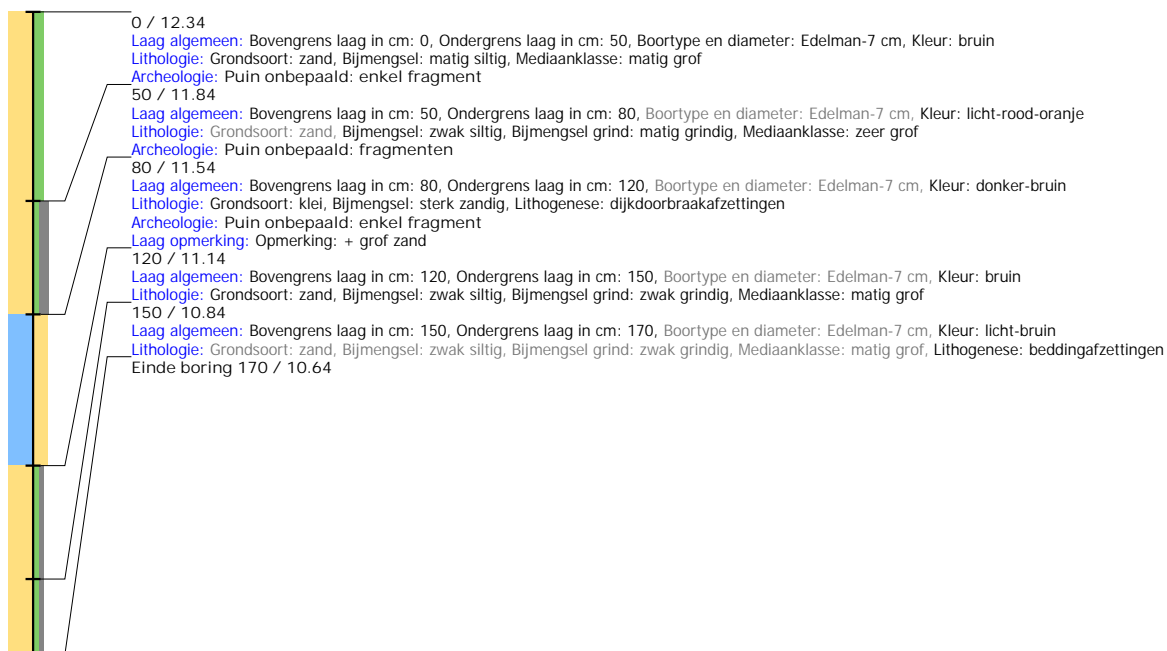 0 / 12.34
Laag algemeen: Bovengrens laag in cm: 0, Ondergrens laag in cm: 50, Boortype en diameter: Edelman-7 cm, Kleur: bruin
Lithologie: Grondsoort: zand, Bijmengsel: matig siltig, Mediaanklasse: matig grof
Archeologie: Puin onbepaald: enkel fragment
50 / 11.84
Laag algemeen: Bovengrens laag in cm: 50, Ondergrens laag in cm: 80, Boortype en diameter: Edelman-7 cm, Kleur: licht-rood-oranje
Lithologie: Grondsoort: zand, Bijmengsel: zwak siltig, Bijmengsel grind: matig grindig, Mediaanklasse: zeer grof
Archeologie: Puin onbepaald: fragmenten
80 / 11.54
Laag algemeen: Bovengrens laag in cm: 80, Ondergrens laag in cm: 120, Boortype en diameter: Edelman-7 cm, Kleur: donker-bruin
Lithologie: Grondsoort: klei, Bijmengsel: sterk zandig, Lithogenese: dijkdoorbraakafzettingen
Archeologie: Puin onbepaald: enkel fragment
Laag opmerking: Opmerking: + grof zand
120 / 11.14
Laag algemeen: Bovengrens laag in cm: 120, Ondergrens laag in cm: 150, Boortype en diameter: Edelman-7 cm, Kleur: bruin
Lithologie: Grondsoort: zand, Bijmengsel: zwak siltig, Bijmengsel grind: zwak grindig, Mediaanklasse: matig grof
150 / 10.84
Laag algemeen: Bovengrens laag in cm: 150, Ondergrens laag in cm: 170, Boortype en diameter: Edelman-7 cm, Kleur: licht-bruin
Lithologie: Grondsoort: zand, Bijmengsel: zwak siltig, Bijmengsel grind: zwak grindig, Mediaanklasse: matig grof, Lithogenese: beddingafzettingen
Einde boring 170 / 10.64